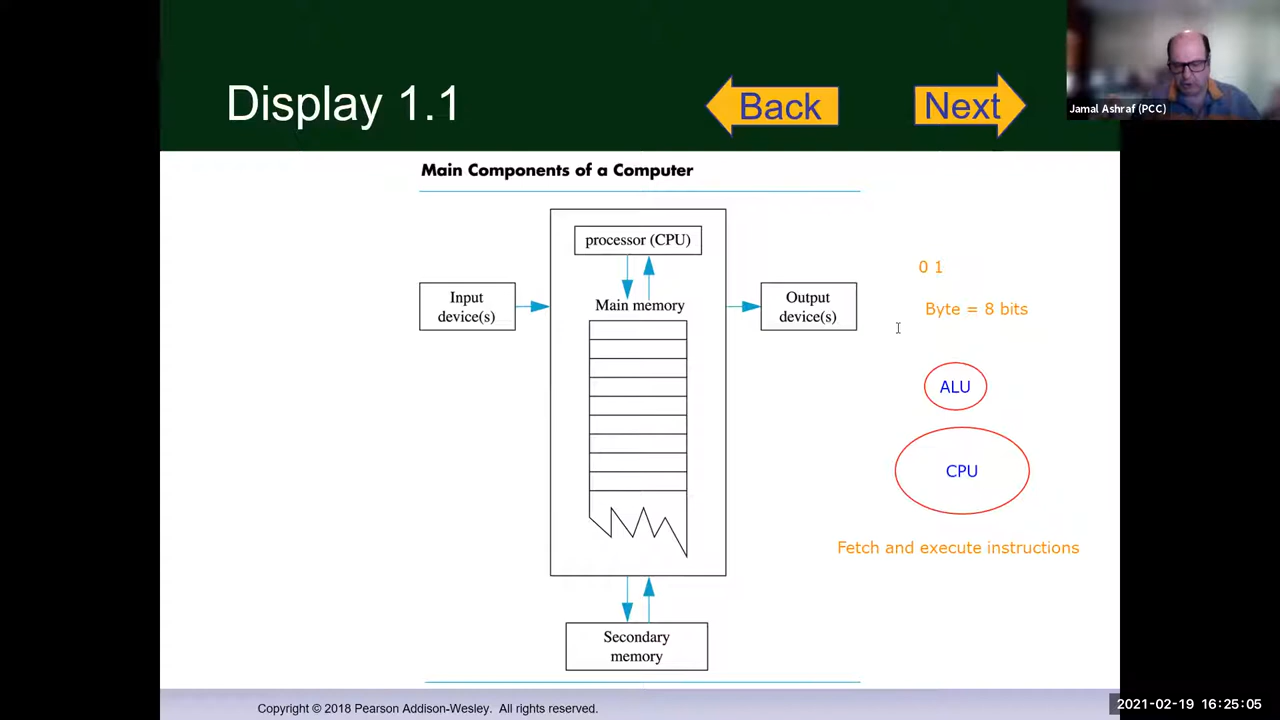 Display 1.1
Back
Next
Jamal Ashraf (PCC)
Main Components of a Computer
processor (CPU)
Main memory
Input
device(s)
Output
device(s)
Secondary
memory
0 1
Byte = 8 bits
ALU
CPU
Fetch and execute instructions
Copyright © 2018 Pearson Addison-Wesley. All rights reserved.
2021-02-19 16:25:05